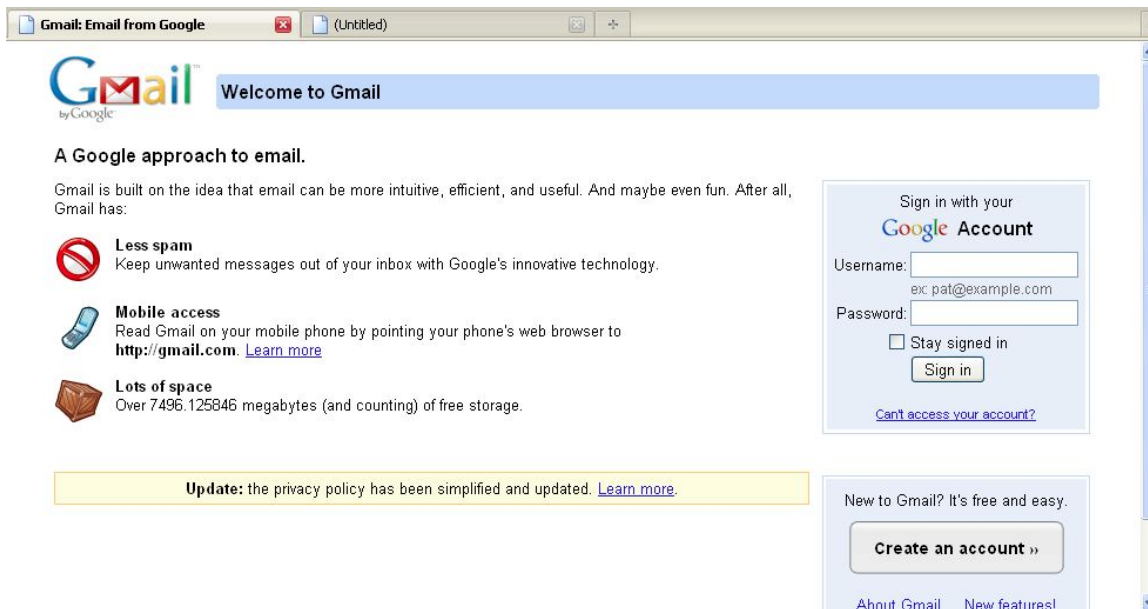 Gmail: Email from Google
(Untitled)
Gmail™
by Google™
Welcome to Gmail
A Google approach to email.
Gmail is built on the idea that email can be more intuitive, efficient, and useful. And maybe even fun. After all,
Gmail has:
Less spam
Keep unwanted messages out of your inbox with Google's innovative technology.
Mobile access
Read Gmail on your mobile phone by pointing your phone's web browser to
http://gmail.com. Learn more
Lots of space
Over 7496.125846 megabytes (and counting) of free storage.
Update: the privacy policy has been simplified and updated. Learn more.
Sign in with your
Google Account
Username:
ex: pat@example.com
Password:
Stay signed in
Sign in
Can't access your account?
New to Gmail? It's free and easy.
Create an account ››
About Gmail New features!